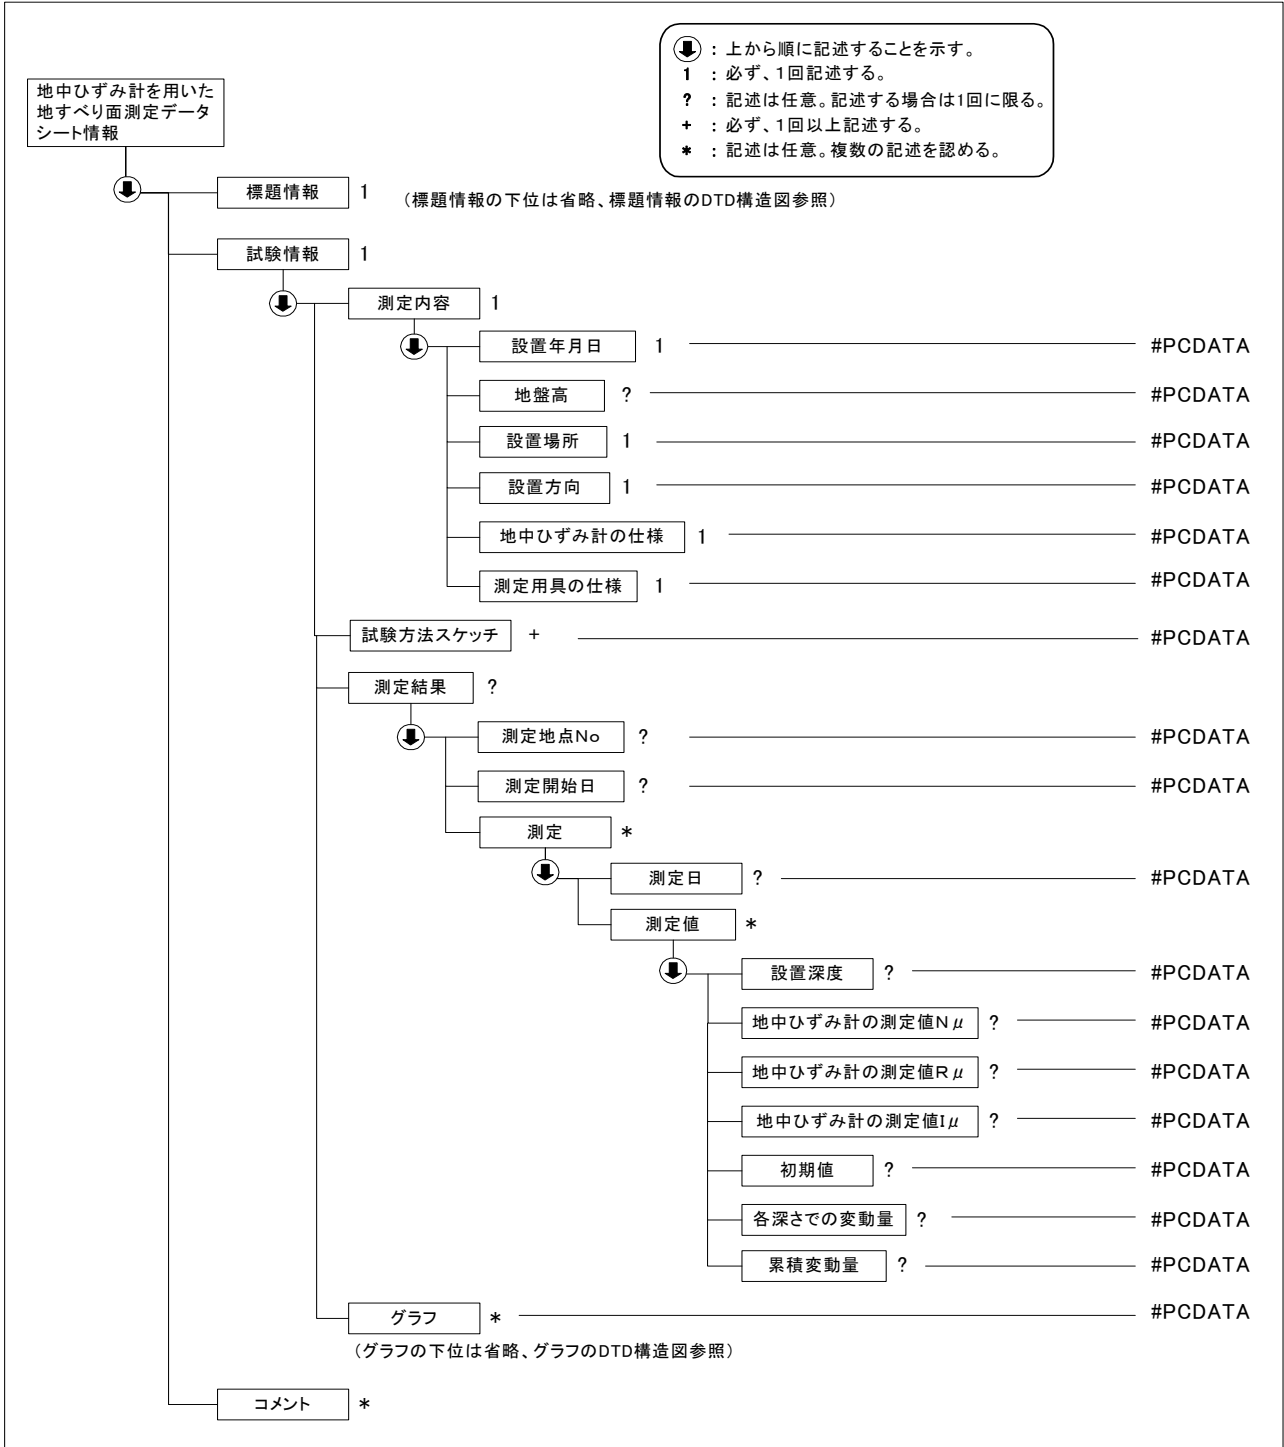 ： 上から順に記述することを示す。
1 ： 必ず、1回記述する。
? ： 記述は任意。記述する場合は1回に限る。
+ ： 必ず、1回以上記述する。
* ： 記述は任意。複数の記述を認める。
地中ひずみ計を用いた
地すべり面測定データ
シート情報
標題情報 1 （標題情報の下位は省略、標題情報のDTD構造図参照）
試験情報 1
測定内容 1
設置年月日 1 #PCDATA
地盤高 ? #PCDATA
設置場所 1 #PCDATA
設置方向 1 #PCDATA
地中ひずみ計の仕様 1 #PCDATA
測定用具の仕様 1 #PCDATA
試験方法スケッチ + #PCDATA
測定結果 ?
測定地点No ? #PCDATA
測定開始日 ? #PCDATA
測定 *
測定日 ? #PCDATA
測定値 *
設置深度 ? #PCDATA
地中ひずみ計の測定値Nμ ? #PCDATA
地中ひずみ計の測定値Rμ ? #PCDATA
地中ひずみ計の測定値Iμ ? #PCDATA
初期値 ? #PCDATA
各深さでの変動量 ? #PCDATA
累積変動量 ? #PCDATA
グラフ * #PCDATA
（グラフの下位は省略、グラフのDTD構造図参照）
コメント *